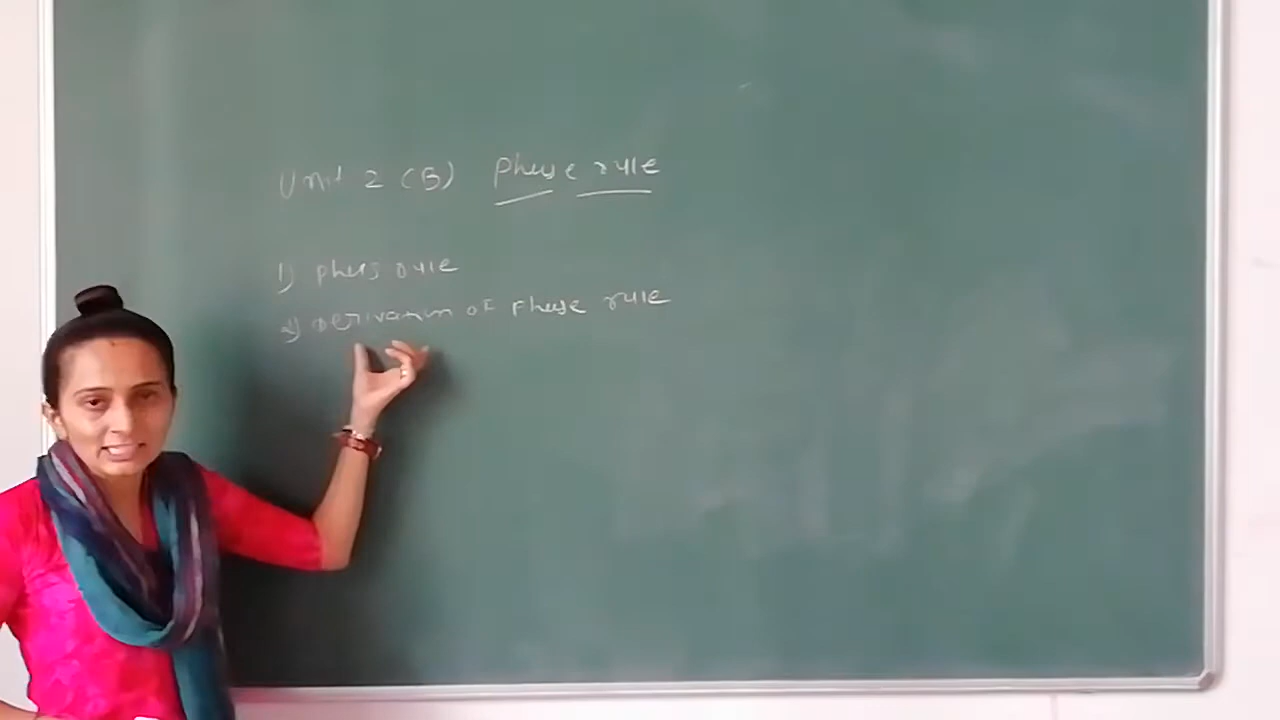 Unit 2 (B) Phase rule
1) Phase rule
2) Derivation of Phase rule